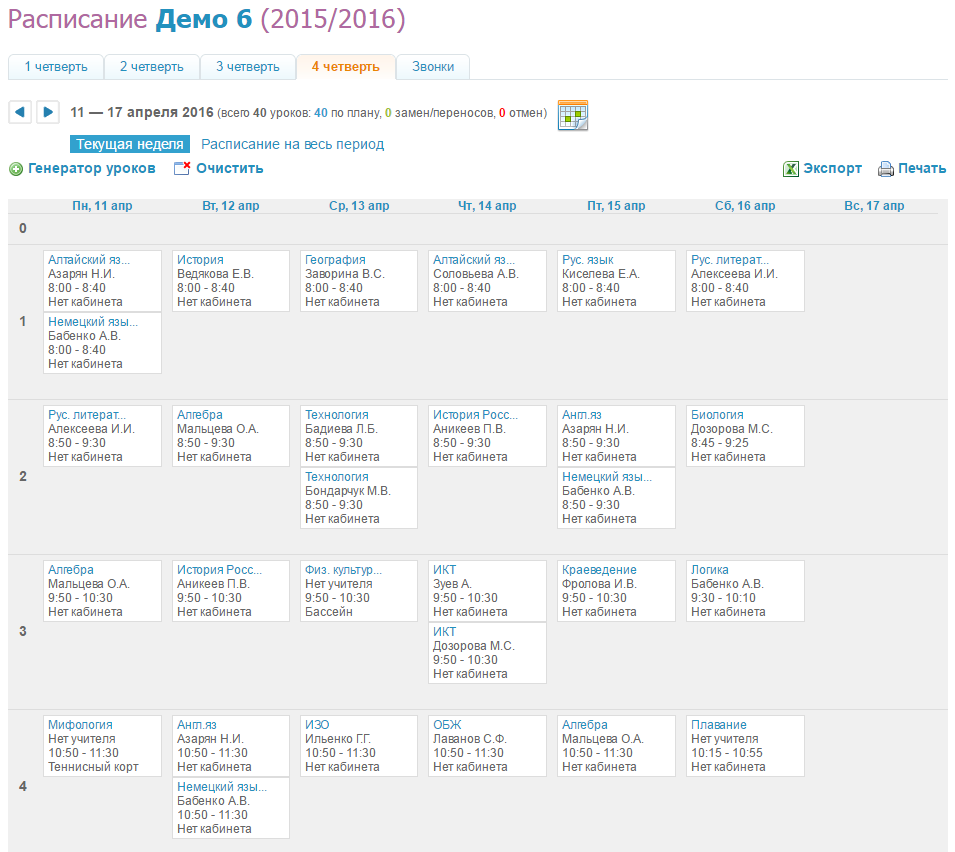 Расписание Демо 6 (2015/2016)
1 четверть 2 четверть 3 четверть 4 четверть Звонки
11 — 17 апреля 2016 (всего 40 уроков: 40 по плану, 0 замен/переносов, 0 отмен)
Текущая неделя Расписание на весь период
Генератор уроков Очистить Экспорт Печать
Пн, 11 апр Вт, 12 апр Ср, 13 апр Чт, 14 апр Пт, 15 апр Сб, 16 апр Вс, 17 апр
0
1
Алтайский яз...
Азарян Н.И.
8:00 - 8:40
Нет кабинета
Немецкий язы...
Бабенко А.В.
8:00 - 8:40
Нет кабинета
История
Ведякова Е.В.
8:00 - 8:40
Нет кабинета
География
Заворина В.С.
8:00 - 8:40
Нет кабинета
Алтайский яз...
Соловьева А.В.
8:00 - 8:40
Нет кабинета
Рус. язык
Киселева Е.А.
8:00 - 8:40
Нет кабинета
Рус. литерат...
Алексеева И.И.
8:00 - 8:40
Нет кабинета
2
Рус. литерат...
Алексеева И.И.
8:50 - 9:30
Нет кабинета
Алгебра
Мальцева О.А.
8:50 - 9:30
Нет кабинета
Технология
Бадиева Л.Б.
8:50 - 9:30
Нет кабинета
Технология
Бондарчук М.В.
8:50 - 9:30
Нет кабинета
История Росс...
Аникеев П.В.
8:50 - 9:30
Нет кабинета
Англ.яз
Азарян Н.И.
8:50 - 9:30
Нет кабинета
Немецкий язы...
Бабенко А.В.
8:50 - 9:30
Нет кабинета
Биология
Дозорова М.С.
8:45 - 9:25
Нет кабинета
3
Алгебра
Мальцева О.А.
9:50 - 10:30
Нет кабинета
История Росс...
Аникеев П.В.
9:50 - 10:30
Нет кабинета
Физ. культур...
Нет учителя
9:50 - 10:30
Бассейн
ИКТ
Зуев А.
9:50 - 10:30
Нет кабинета
ИКТ
Дозорова М.С.
9:50 - 10:30
Нет кабинета
Краеведение
Фролова И.В.
9:50 - 10:30
Нет кабинета
Логика
Бабенко А.В.
9:30 - 10:10
Нет кабинета
4
Мифология
Нет учителя
10:50 - 11:30
Теннисный корт
Англ.яз
Азарян Н.И.
10:50 - 11:30
Нет кабинета
Немецкий язы...
Бабенко А.В.
10:50 - 11:30
Нет кабинета
ИЗО
Ильенко Г.Г.
10:50 - 11:30
Нет кабинета
ОБЖ
Лаванов С.Ф.
10:50 - 11:30
Нет кабинета
Алгебра
Мальцева О.А.
10:50 - 11:30
Нет кабинета
Плавание
Нет учителя
10:15 - 10:55
Нет кабинета